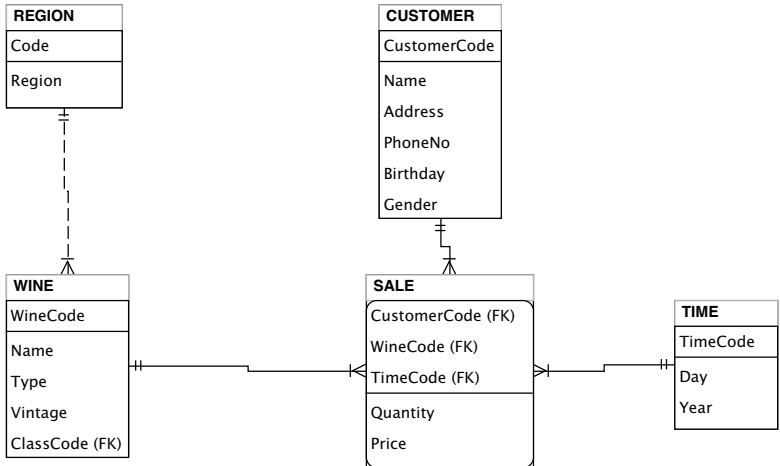 REGION
Code
Region
CUSTOMER
CustomerCode
Name
Address
PhoneNo
Birthday
Gender
WINE
WineCode
Name
Type
Vintage
ClassCode (FK)
SALE
CustomerCode (FK)
WineCode (FK)
TimeCode (FK)
Quantity
Price
TIME
TimeCode
Day
Year